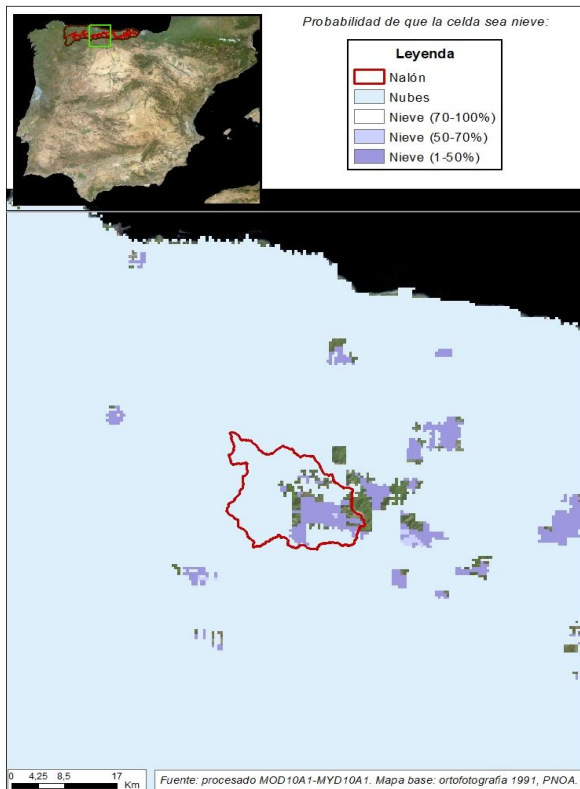 Probabilidad de que la celda sea nieve:
Leyenda
Nalón
Nubes
Nieve (70-100%)
Nieve (50-70%)
Nieve (1-50%)
0 4,25 8,5 17
Km
Fuente: procesado MOD10A1-MYD10A1. Mapa base: ortofotografia 1991, PNOA.